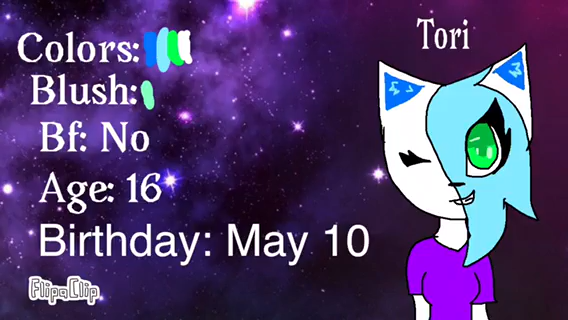 Tori
Colors:
Blush:
Bf: No
Age: 16
Birthday: May 10
FlipaClip